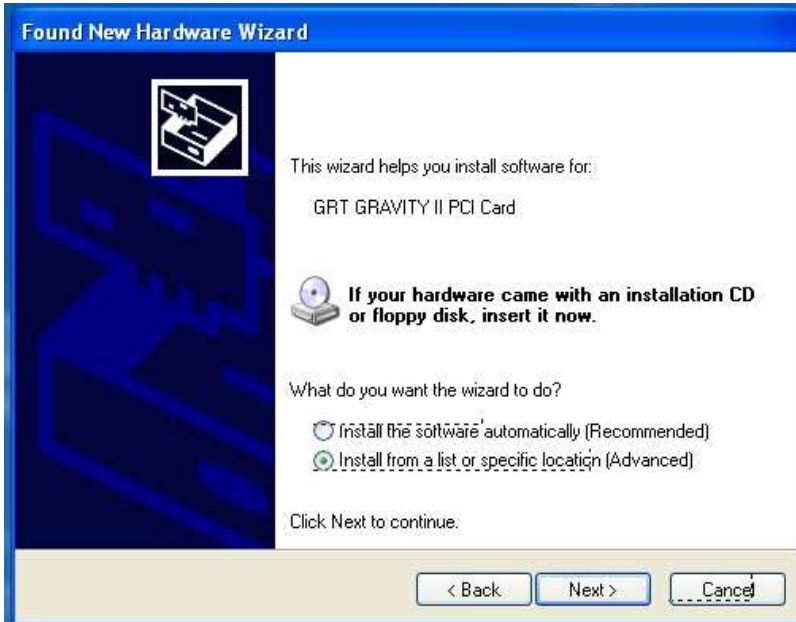 Found New Hardware Wizard
This wizard helps you install software for:
GRT GRAVITY II PCI Card
If your hardware came with an installation CD
or floppy disk, insert it now.
What do you want the wizard to do?
Install the software automatically (Recommended)
Install from a list or specific location (Advanced)
Click Next to continue.
< Back Next > Cancel